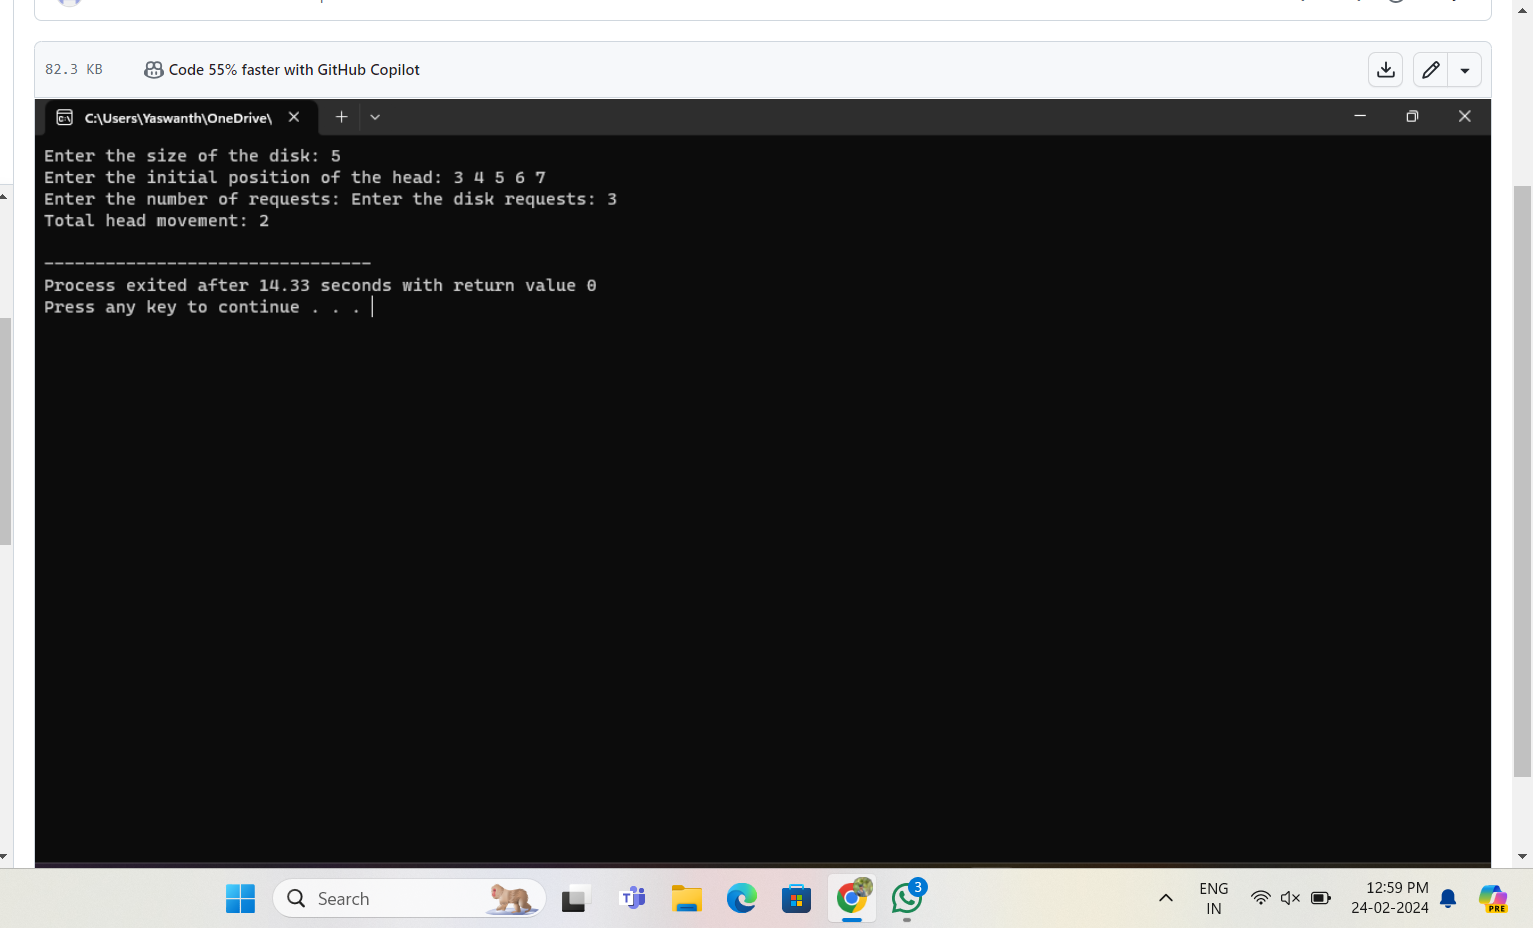 82.3 KB
Code 55% faster with GitHub Copilot
C:\Users\Yaswanth\OneDrive\
Enter the size of the disk: 5
Enter the initial position of the head: 3 4 5 6 7
Enter the number of requests: Enter the disk requests: 3
Total head movement: 2
--------------------------------
Process exited after 14.33 seconds with return value 0
Press any key to continue . . .
Search
3
ENG
IN
12:59 PM
24-02-2024
PRE